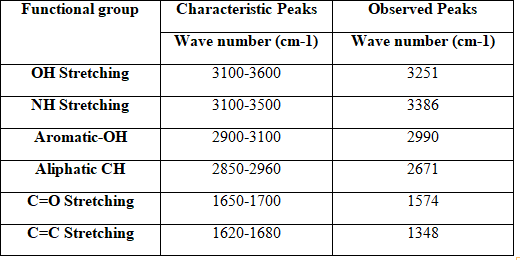 Functional group Characteristic Peaks Observed Peaks
Wave number (cm-1) Wave number (cm-1)
OH Stretching 3100-3600 3251
NH Stretching 3100-3500 3386
Aromatic-OH 2900-3100 2990
Aliphatic CH 2850-2960 2671
C=O Stretching 1650-1700 1574
C=C Stretching 1620-1680 1348